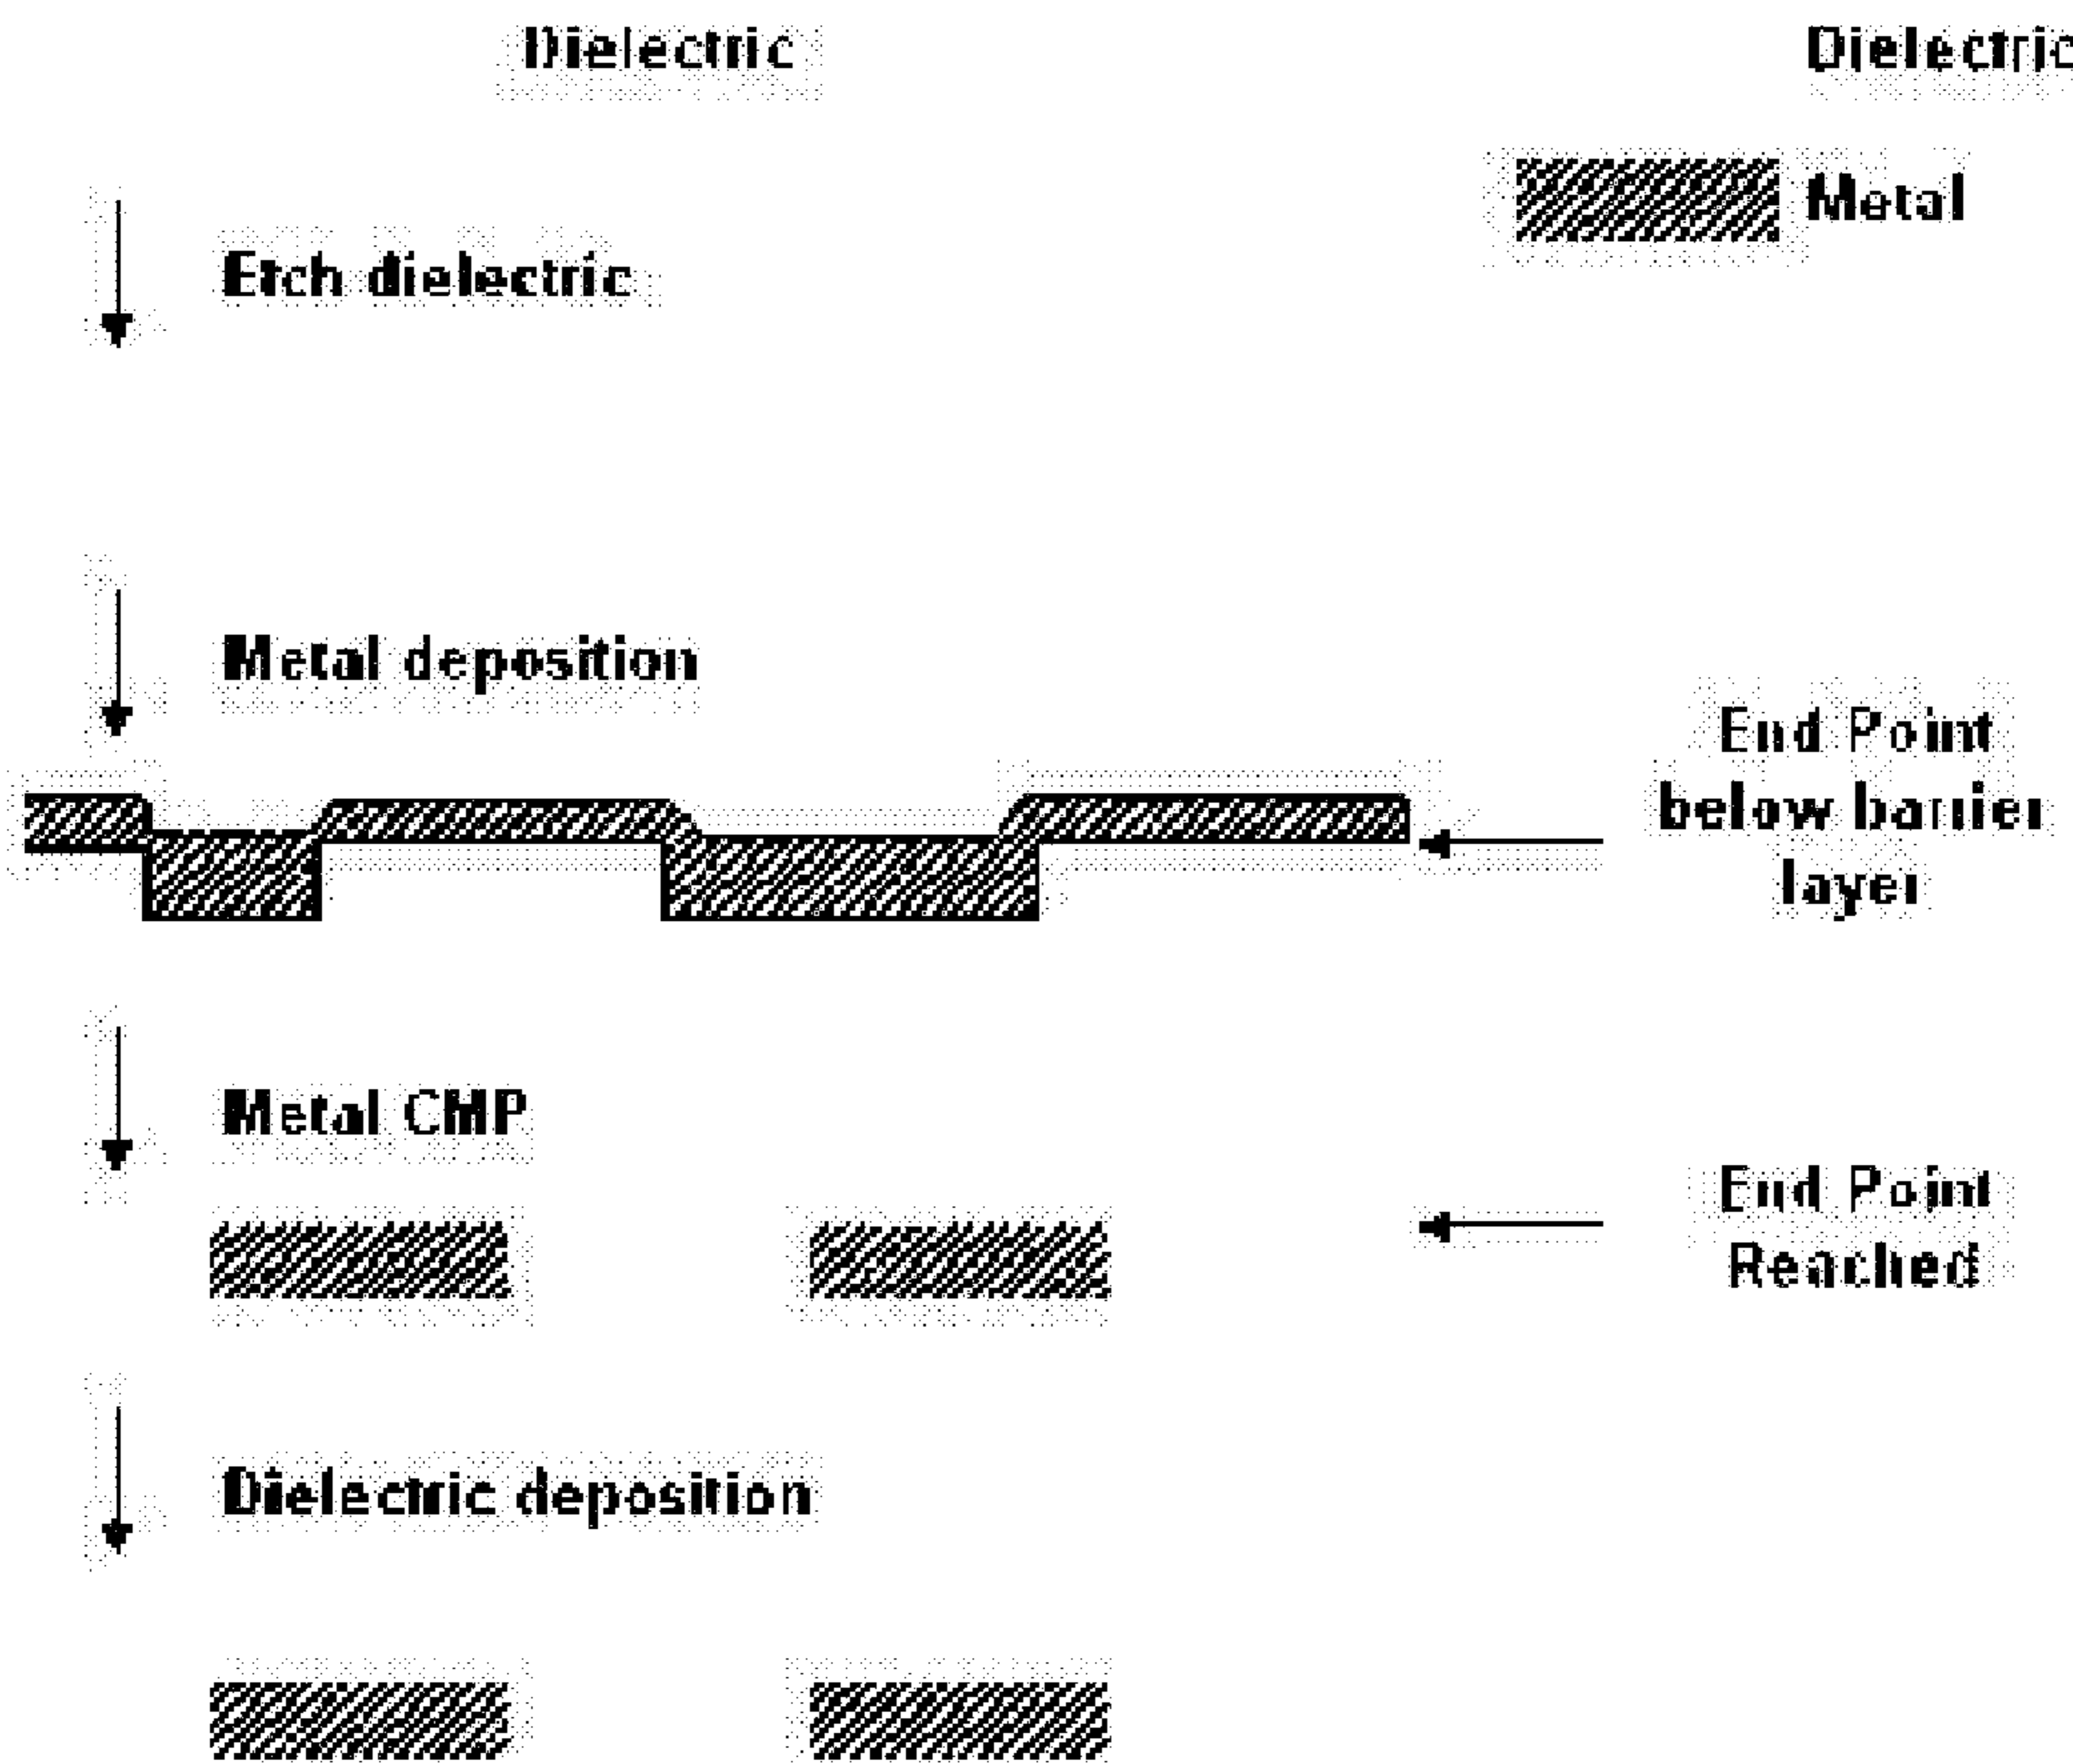 Dielectric
Dielectric
Metal
Etch dielectric
Metal deposition
End Point
below barrier
layer
Metal CMP
End Point
Reached
Dielectric deposition